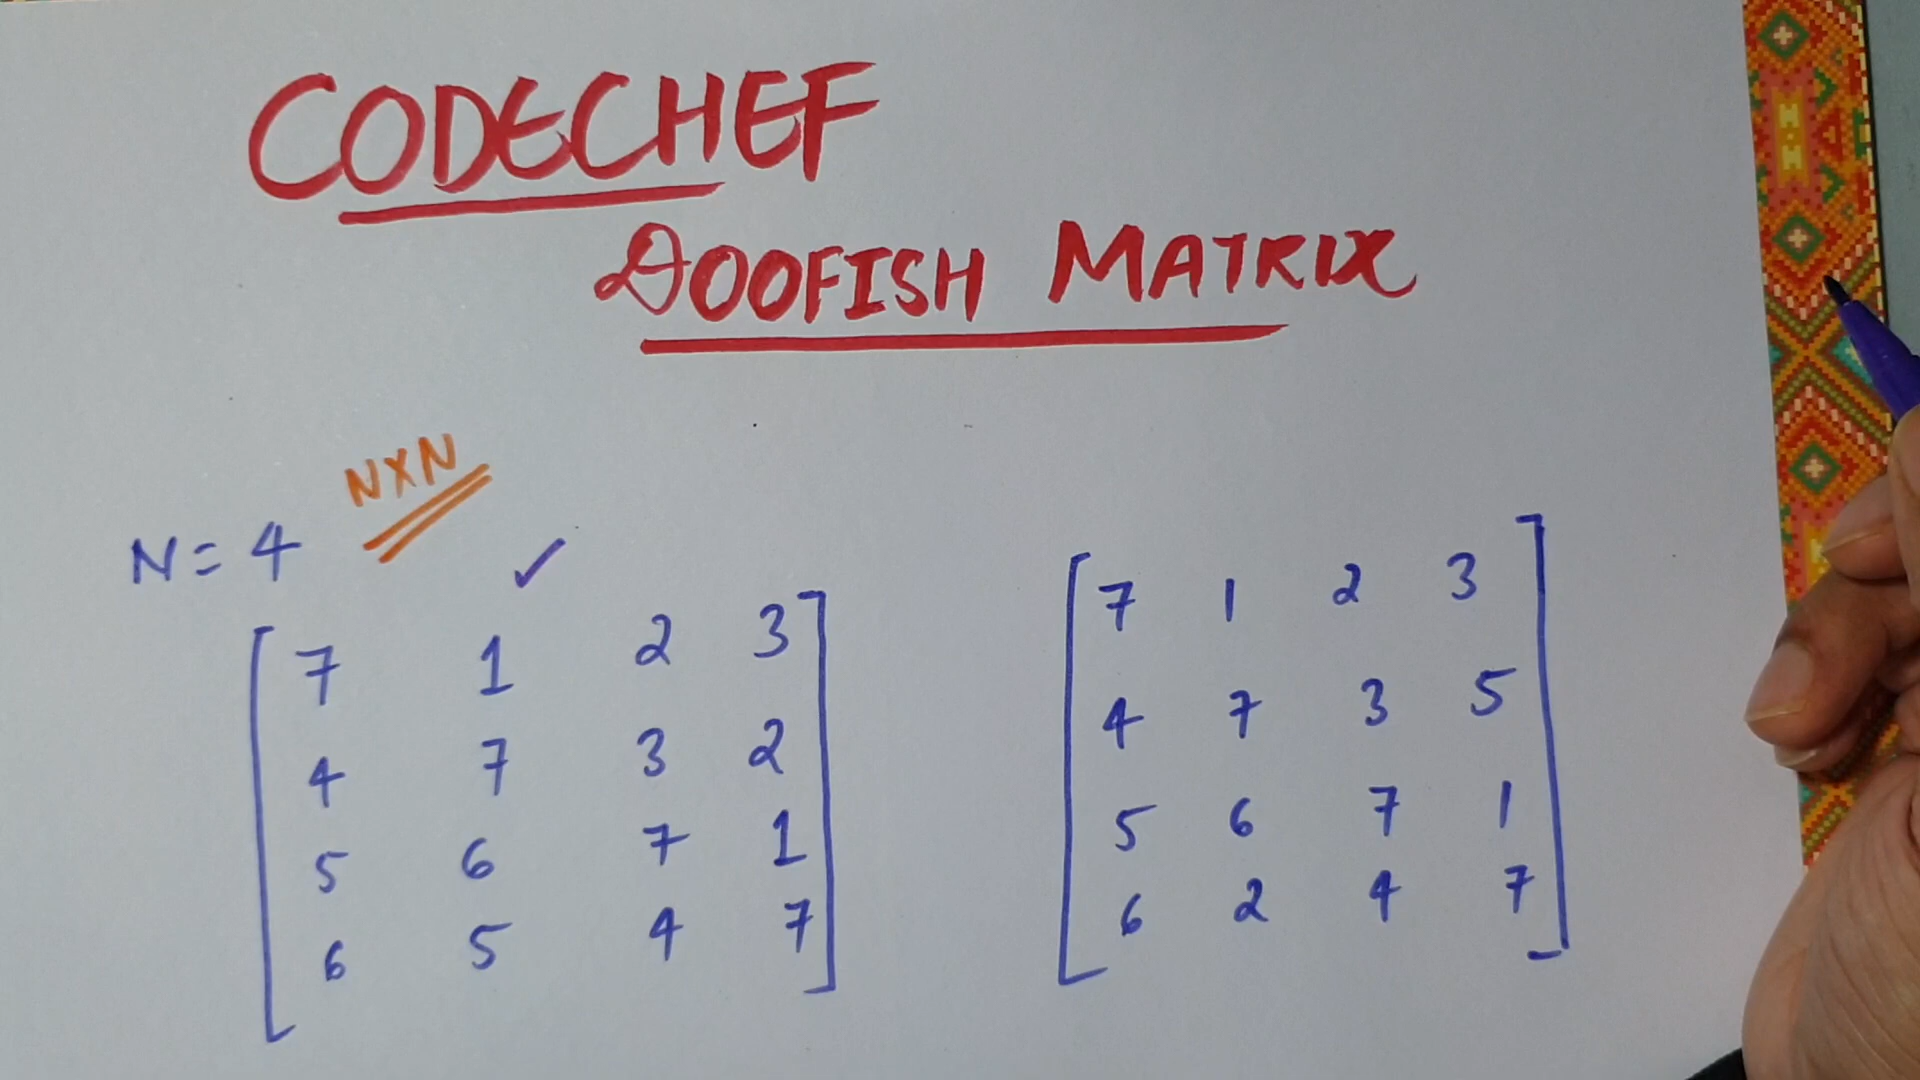 CODECHEF
DOOFISH MATRIX
NXN
N=4 ✓
7 1 2 3
4 7 3 2
5 6 7 1
6 5 4 7
7 1 2 3
4 7 3 5
5 6 7 1
6 2 4 7